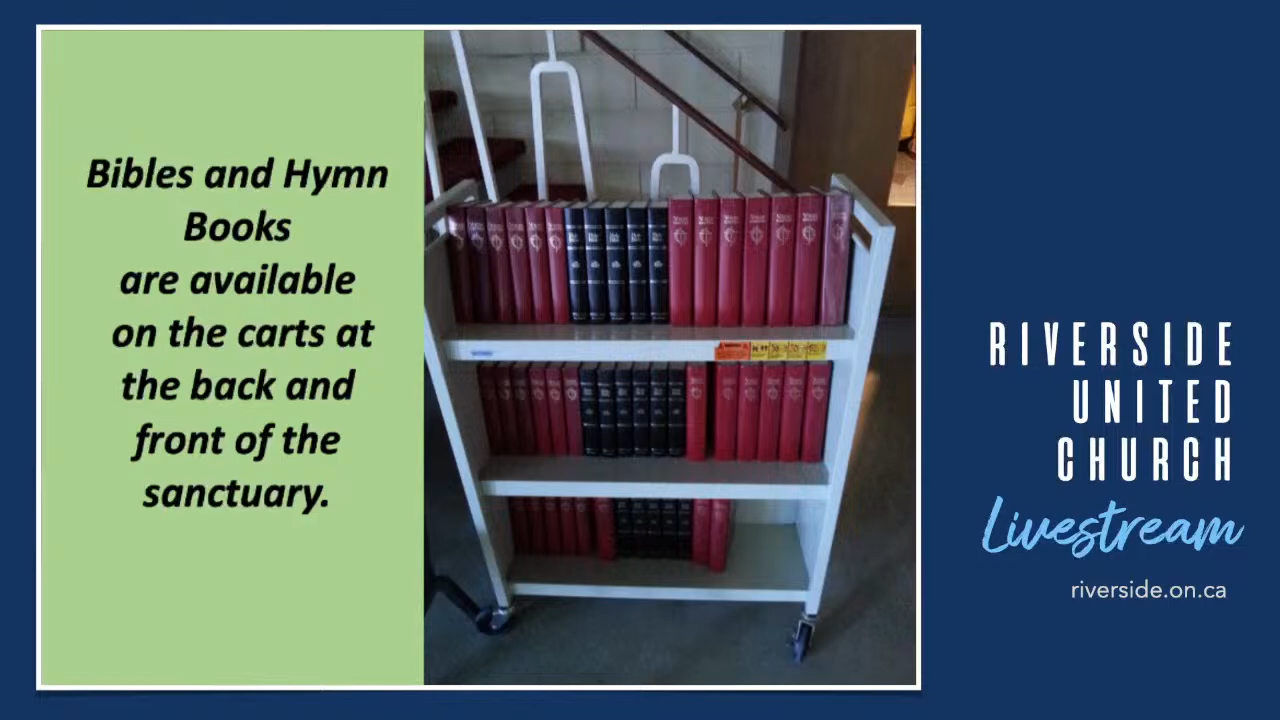 Bibles and Hymn
Books
are available
on the carts at
the back and
front of the
sanctuary.
RIVERSIDE
UNITED
CHURCH
Livestream
riverside.on.ca